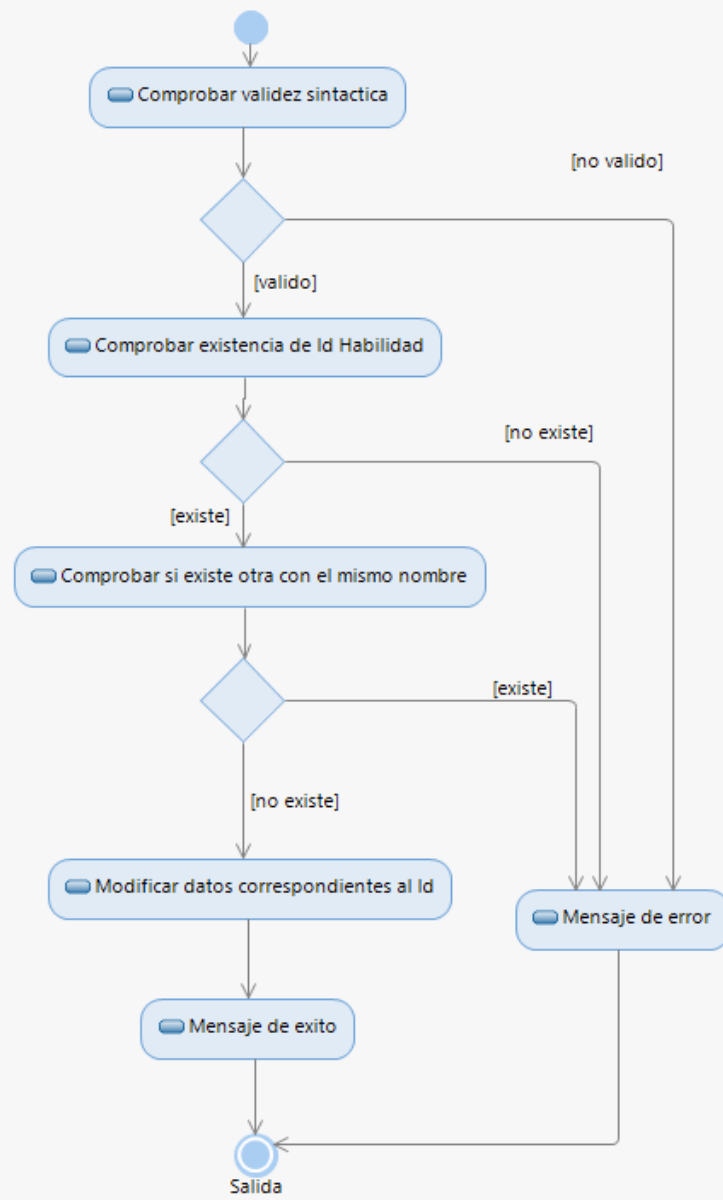 Comprobar validez sintactica
[no valido]
[valido]
Comprobar existencia de Id Habilidad
[no existe]
[existe]
Comprobar si existe otra con el mismo nombre
[existe]
[no existe]
Modificar datos correspondientes al Id
Mensaje de error
Mensaje de exito
Salida